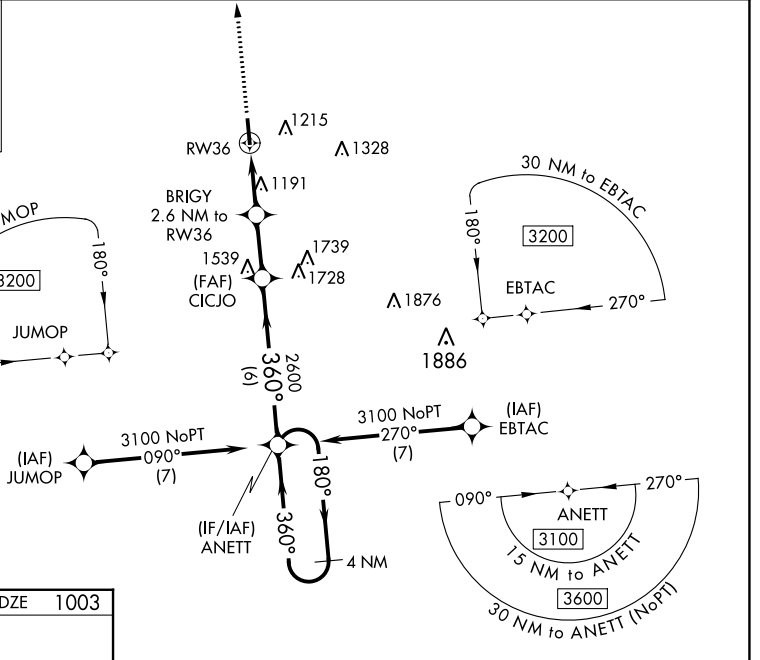 1215
1328
RW36
1191
BRIGY
2.6 NM to
RW36
1539
1739
1728
(FAF)
CICJO
1876
1886
30 NM to EBTAC
180°
3200
EBTAC
270°
MOP
180°
3200
JUMOP
2600
360°
(6)
3100 NoPT
090°
(7)
(IAF)
JUMOP
3100 NoPT
270°
(7)
(IAF)
EBTAC
(IF/IAF)
ANETT
180°
360°
4 NM
090°
270°
ANETT
3100
15 NM to ANETT
3600
30 NM to ANETT (NoPT)
DZE 1003